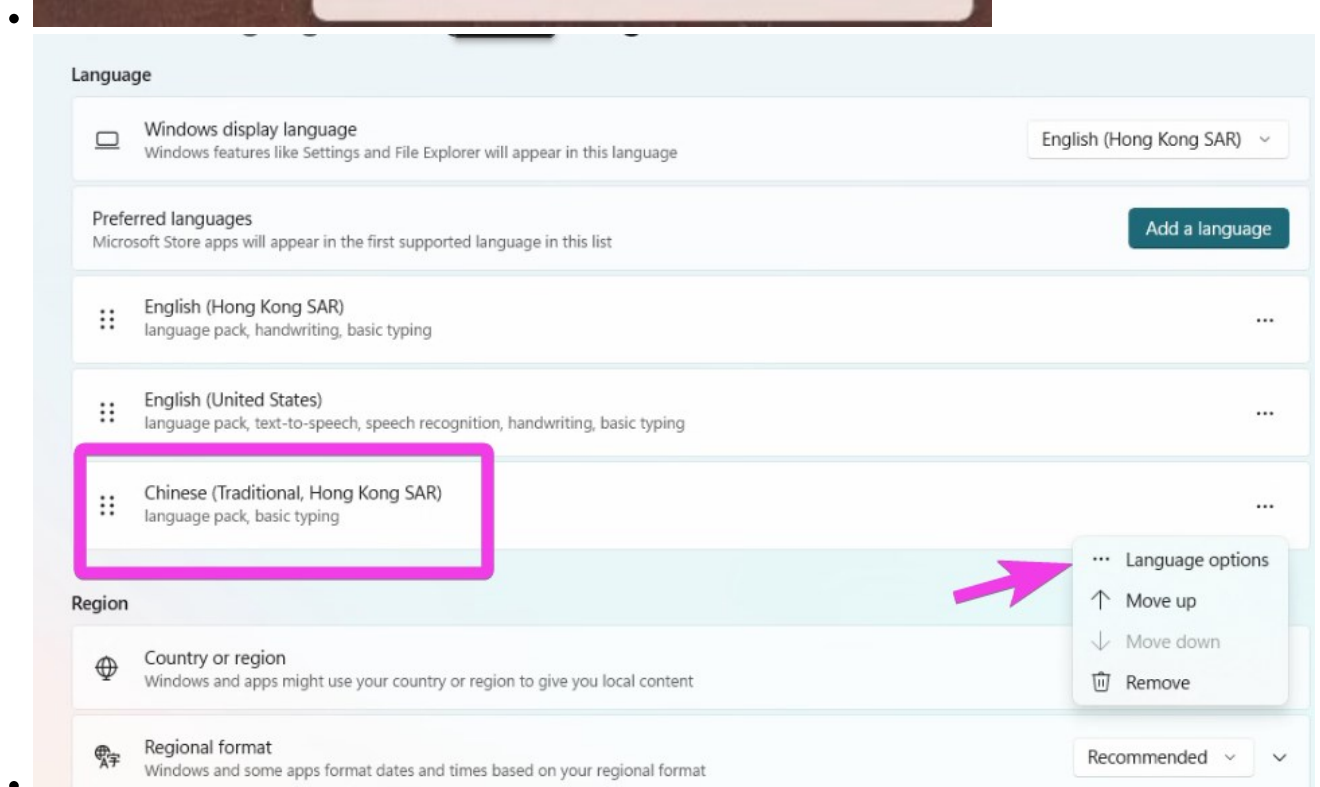 Language
Windows display language
Windows features like Settings and File Explorer will appear in this language
English (Hong Kong SAR)
Preferred languages
Microsoft Store apps will appear in the first supported language in this list
Add a language
English (Hong Kong SAR)
language pack, handwriting, basic typing
English (United States)
language pack, text-to-speech, speech recognition, handwriting, basic typing
Chinese (Traditional, Hong Kong SAR)
language pack, basic typing
Language options
Move up
Move down
Remove
Region
Country or region
Windows and apps might use your country or region to give you local content
Regional format
Windows and some apps format dates and times based on your regional format
Recommended